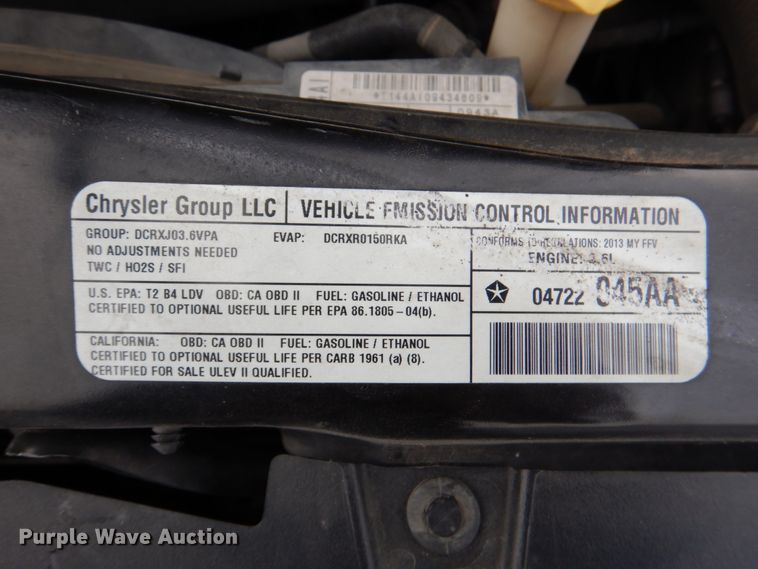 *T144A109434609*
Chrysler Group LLC
VEHICLE EMISSION CONTROL INFORMATION
GROUP: DCRXJ03.6VPA
EVAP: DCRXR0150RKA
NO ADJUSTMENTS NEEDED
TWC / HO2S / SFI
CONFORMS TO REGULATIONS: 2013 MY FFV
ENGINE: 3.6L
U.S. EPA: T2 B4 LDV OBD: CA OBD II FUEL: GASOLINE / ETHANOL
CERTIFIED TO OPTIONAL USEFUL LIFE PER EPA 86.1805-04(b).
04722 945AA
CALIFORNIA: OBD: CA OBD II FUEL: GASOLINE / ETHANOL
CERTIFIED TO OPTIONAL USEFUL LIFE PER CARB 1961 (a) (8).
CERTIFIED FOR SALE ULEV II QUALIFIED.
Purple Wave Auction